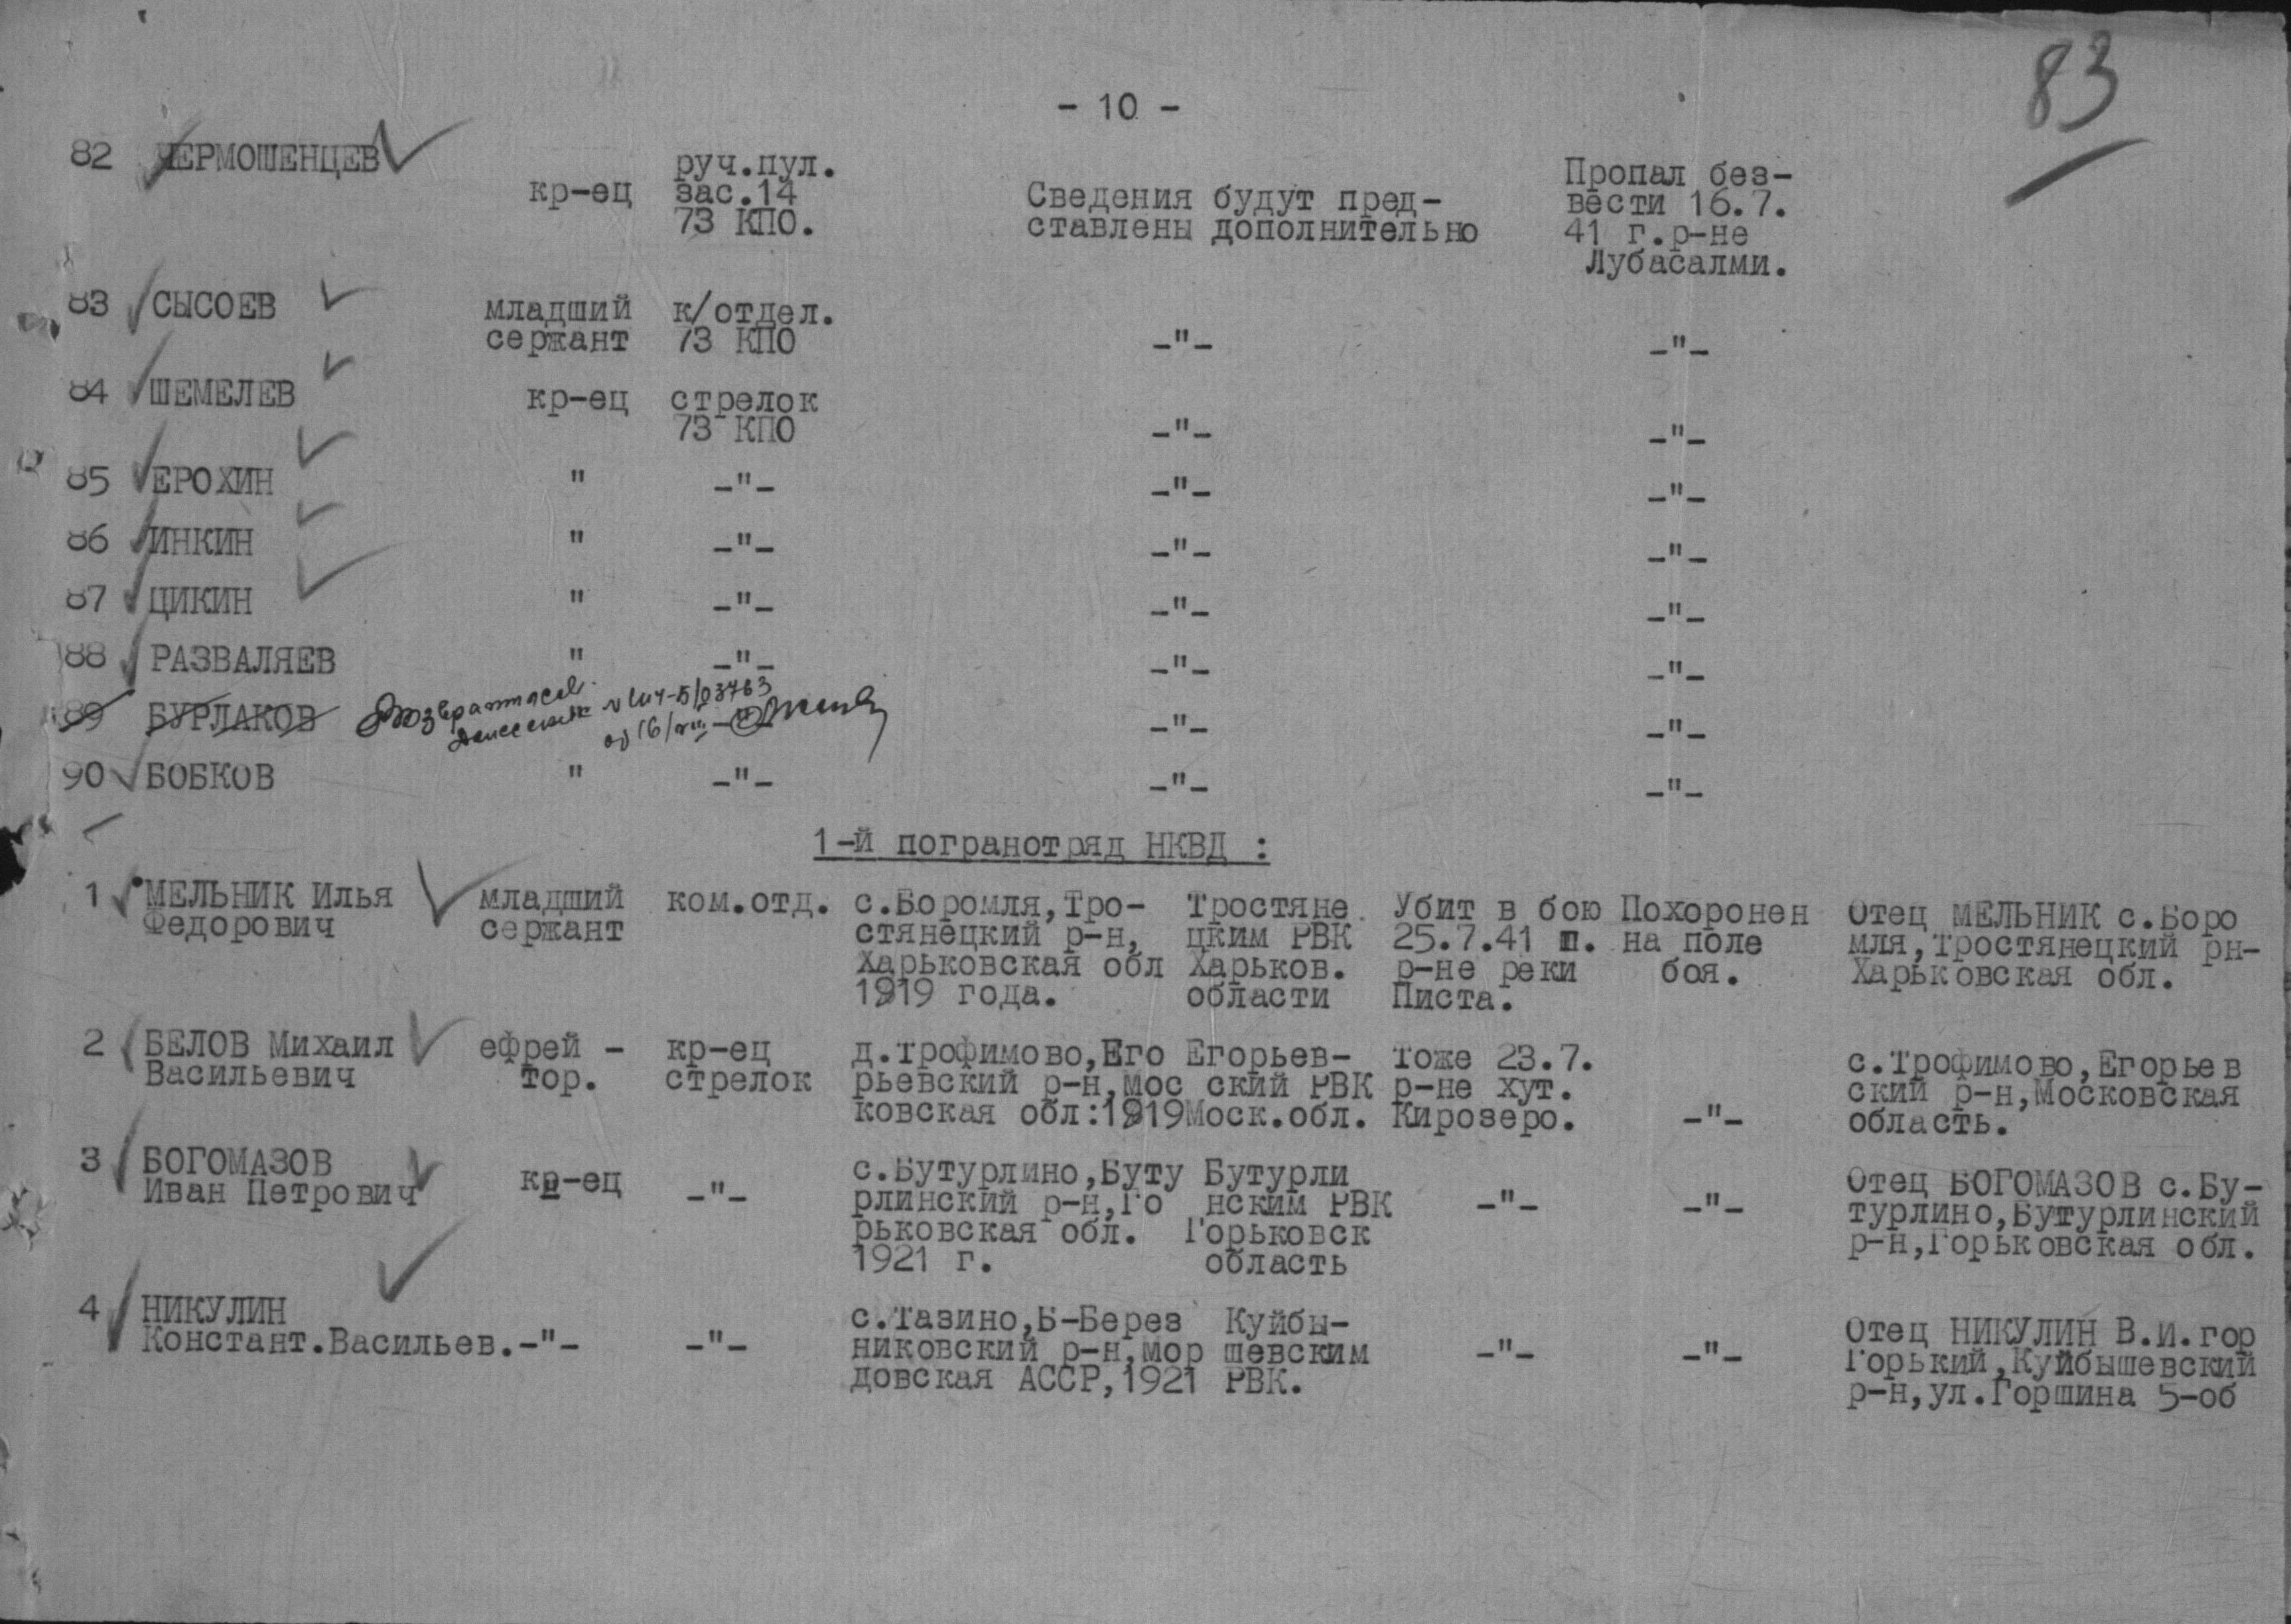 83
- 10 -
82 ЧЕРМОШЕНЦЕВ кр-ец руч.пул. зас.14 73 КПО. Сведения будут пред- ставлены дополнительно Пропал без- вести 16.7. 41 г.р-не Лубасалми.
83 СЫСОЕВ младший к/отдел.
сержант 73 КПО -"- -"-
84 ШЕМЕЛЕВ кр-ец стрелок
73 КПО -"- -"-
85 ЕРОХИН " -"- -"- -"-
86 ИНКИН " -"- -"- -"-
87 ЦИКИН " -"- -"- -"-
88 РАЗВАЛЯЕВ " -"- -"- -"-
89 БУРЛАКОВ Возвратился -"- -"- -"-
90 БОБКОВ " -"- -"- -"-
1-й погранотряд НКВД :
1 МЕЛЬНИК Илья младший ком.отд. с.Боромля,Тро- Тростяне Убит в бою Похоронен Отец МЕЛЬНИК с.Боро
Федорович сержант стянецкий р-н, цким РВК 25.7.41 п. на поле мля,Тростянецкий рн-
Харьковская обл Харьков. р-не реки боя. Харьковская обл.
1919 года. области Писта.
2 БЕЛОВ Михаил ефрей - кр-ец д.Трофимово,Его Егорьев- Тоже 23.7. с.Трофимово,Егорьев
Васильевич тор. стрелок рьевский р-н,мос ский РВК р-не хут. ский р-н,Московская
ковская обл:1919 Моск.обл. Кирозеро. -"- область.
3 БОГОМАЗОВ кр-ец -"- с.Бутурлино,Буту Бутурли Отец БОГОМАЗОВ с.Бу-
Иван Петрович рлинский р-н,Го нским РВК -"- -"- турлино,Бутурлинский
рьковская обл. Горьковск р-н,Горьковская обл.
1921 г. область
4 НИКУЛИН с.Тазино,Б-Берез Куйбы- Отец НИКУЛИН В.И.гор
Констант.Васильев.-"- -"- никовский р-н,мор шевским -"- -"- Горький,Куйбышевский
довская АССР,1921 РВК. р-н,ул.Горшина 5-об